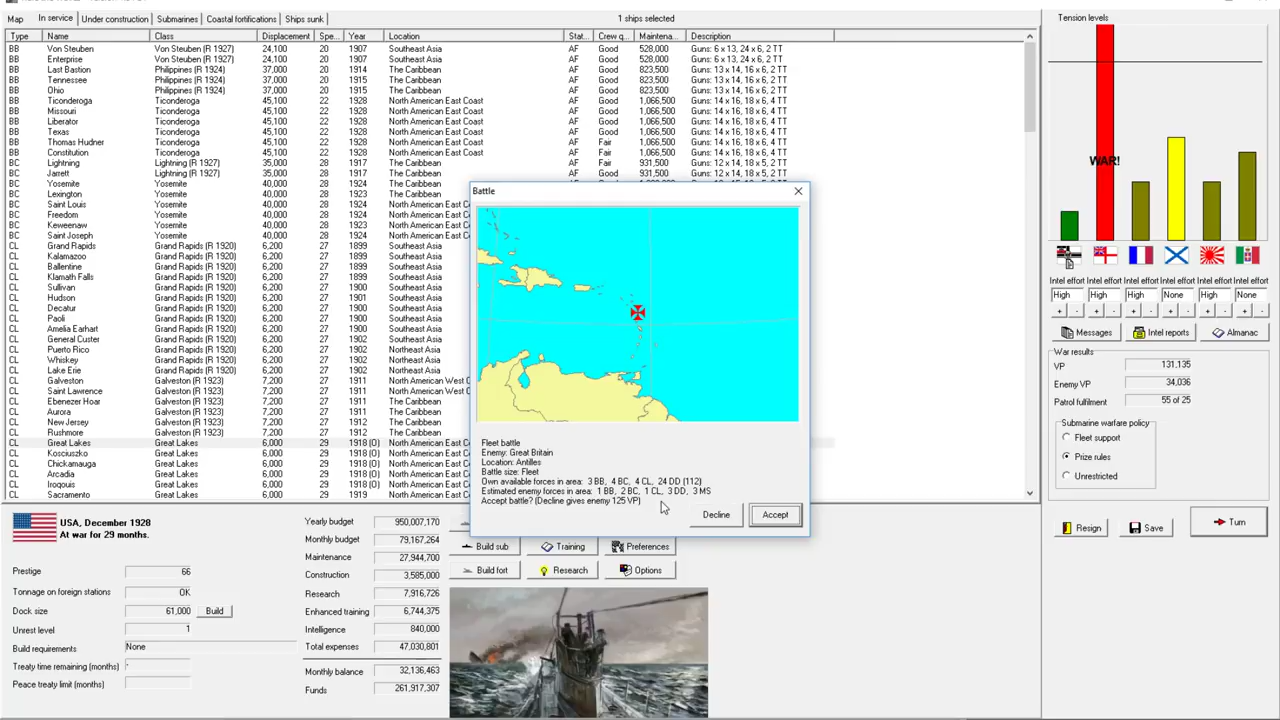 Map In service Under construction Submarines Coastal fortifications Ships sunk 1 ships selected
Type Name Class Displacement Spe... Year Location Stat... Crew q... Maintena... Description
BB Von Steuben Von Steuben (R 1927) 24,100 20 1907 Southeast Asia AF Good 528,000 Guns: 6 x 13, 24 x 6, 2 TT
BB Enterprise Von Steuben (R 1927) 24,100 20 1907 Southeast Asia AF Good 528,000 Guns: 6 x 13, 24 x 6, 2 TT
BB Last Bastion Philippines (R 1924) 37,000 20 1914 The Caribbean AF Good 823,500 Guns: 13 x 14, 16 x 6, 2 TT
BB Tennessee Philippines (R 1924) 37,000 20 1915 The Caribbean AF Good 823,500 Guns: 13 x 14, 16 x 6, 2 TT
BB Ohio Philippines (R 1924) 37,000 20 1915 The Caribbean AF Good 823,500 Guns: 13 x 14, 16 x 6, 2 TT
BB Ticonderoga Ticonderoga 45,100 22 1928 North American East Coast AF Good 1,066,500 Guns: 14 x 16, 18 x 6, 4 TT
BB Missouri Ticonderoga 45,100 22 1928 North American East Coast AF Good 1,066,500 Guns: 14 x 16, 18 x 6, 4 TT
BB Liberator Ticonderoga 45,100 22 1928 North American East Coast AF Good 1,066,500 Guns: 14 x 16, 18 x 6, 4 TT
BB Texas Ticonderoga 45,100 22 1928 North American East Coast AF Good 1,066,500 Guns: 14 x 16, 18 x 6, 4 TT
BB Thomas Hudner Ticonderoga 45,100 22 1928 North American East Coast AF Fair 1,066,500 Guns: 14 x 16, 18 x 6, 4 TT
BB Constitution Ticonderoga 45,100 22 1928 North American East Coast AF Fair 1,066,500 Guns: 14 x 16, 18 x 6, 4 TT
BC Lightning Lightning (R 1927) 35,000 28 1917 The Caribbean AF Fair 931,500 Guns: 12 x 14, 18 x 5, 2 TT
BC Jarrett Lightning (R 1927) 35,000 28 1917 The Caribbean AF Good 931,500 Guns: 12 x 14, 18 x 5, 2 TT
BC Yosemite Yosemite 40,000 28 1924 North American East C
BC Lexington Yosemite 40,000 28 1923 The Caribbean
BC Saint Louis Yosemite 40,000 28 1923 North American East C
BC Freedom Yosemite 40,000 28 1924 North American East C
BC Keweenaw Yosemite 40,000 28 1923 The Caribbean
BC Saint Joseph Yosemite 40,000 28 1924 North American East C
CL Grand Rapids Grand Rapids (R 1920) 6,200 27 1899 Southeast Asia
CL Kalamazoo Grand Rapids (R 1920) 6,200 27 1899 Southeast Asia
CL Ballentine Grand Rapids (R 1920) 6,200 27 1899 Southeast Asia
CL Klamath Falls Grand Rapids (R 1920) 6,200 27 1899 Southeast Asia
CL Sullivan Grand Rapids (R 1920) 6,200 27 1900 Southeast Asia
CL Hudson Grand Rapids (R 1920) 6,200 27 1901 Southeast Asia
CL Decatur Grand Rapids (R 1920) 6,200 27 1900 Southeast Asia
CL Paoli Grand Rapids (R 1920) 6,200 27 1900 Southeast Asia
CL Amelia Earhart Grand Rapids (R 1920) 6,200 27 1902 Southeast Asia
CL General Custer Grand Rapids (R 1920) 6,200 27 1900 Southeast Asia
CL Puerto Rico Grand Rapids (R 1920) 6,200 27 1902 Northeast Asia
CL Whiskey Grand Rapids (R 1920) 6,200 27 1902 Northeast Asia
CL Lake Erie Grand Rapids (R 1920) 6,200 27 1902 Northeast Asia
CL Galveston Galveston (R 1923) 7,200 27 1911 North American West C
CL Saint Lawrence Galveston (R 1923) 7,200 27 1911 North American West C
CL Ebenezer Hoar Galveston (R 1923) 7,200 27 1911 The Caribbean
CL Aurora Galveston (R 1923) 7,200 27 1911 The Caribbean
CL New Jersey Galveston (R 1923) 7,200 27 1912 The Caribbean
CL Rushmore Galveston (R 1923) 7,200 27 1912 The Caribbean
CL Great Lakes Great Lakes 6,000 29 1918 (O) North American East C
CL Kosciuszko Great Lakes 6,000 29 1918 (O) North American East C
CL Chickamauga Great Lakes 6,000 29 1918 (O) North American East C
CL Arcadia Great Lakes 6,000 29 1918 (O) North American East C
CL Iroquois Great Lakes 6,000 29 1918 (O) North American East C
CL Sacramento Great Lakes 6,000 29 1919 North American East C
Battle
Fleet battle
Enemy: Great Britain
Location: Antilles
Battle size: Fleet
Own available forces in area: 3 BB, 4 BC, 4 CL, 24 DD (112)
Estimated enemy forces in area: 1 BB, 2 BC, 1 CL, 3 DD, 3 MS
Accept battle? (Decline gives enemy 125 VP)
Decline Accept
Tension levels
WAR!
Intel effort Intel effort Intel effort Intel effort Intel effort Intel effort
High High High None High None
+ - + - + - + - + - + -
Messages Intel reports Almanac
War results
VP 131,135
Enemy VP 34,036
Patrol fulfilment 55 of 25
Submarine warfare policy
Fleet support
Prize rules
Unrestricted
Resign Save Turn
USA, December 1928
At war for 29 months.
Prestige 66
Tonnage on foreign stations OK
Dock size 61,000 Build
Unrest level 1
Build requirements None
Treaty time remaining (months) -
Peace treaty limit (months)
Yearly budget 950,007,170
Monthly budget 79,167,264
Maintenance 27,944,700
Construction 3,585,000
Research 7,916,726
Enhanced training 6,744,375
Intelligence 840,000
Total expenses 47,030,801
Monthly balance 32,136,463
Funds 261,917,307
Build sub Training Preferences
Build fort Research Options